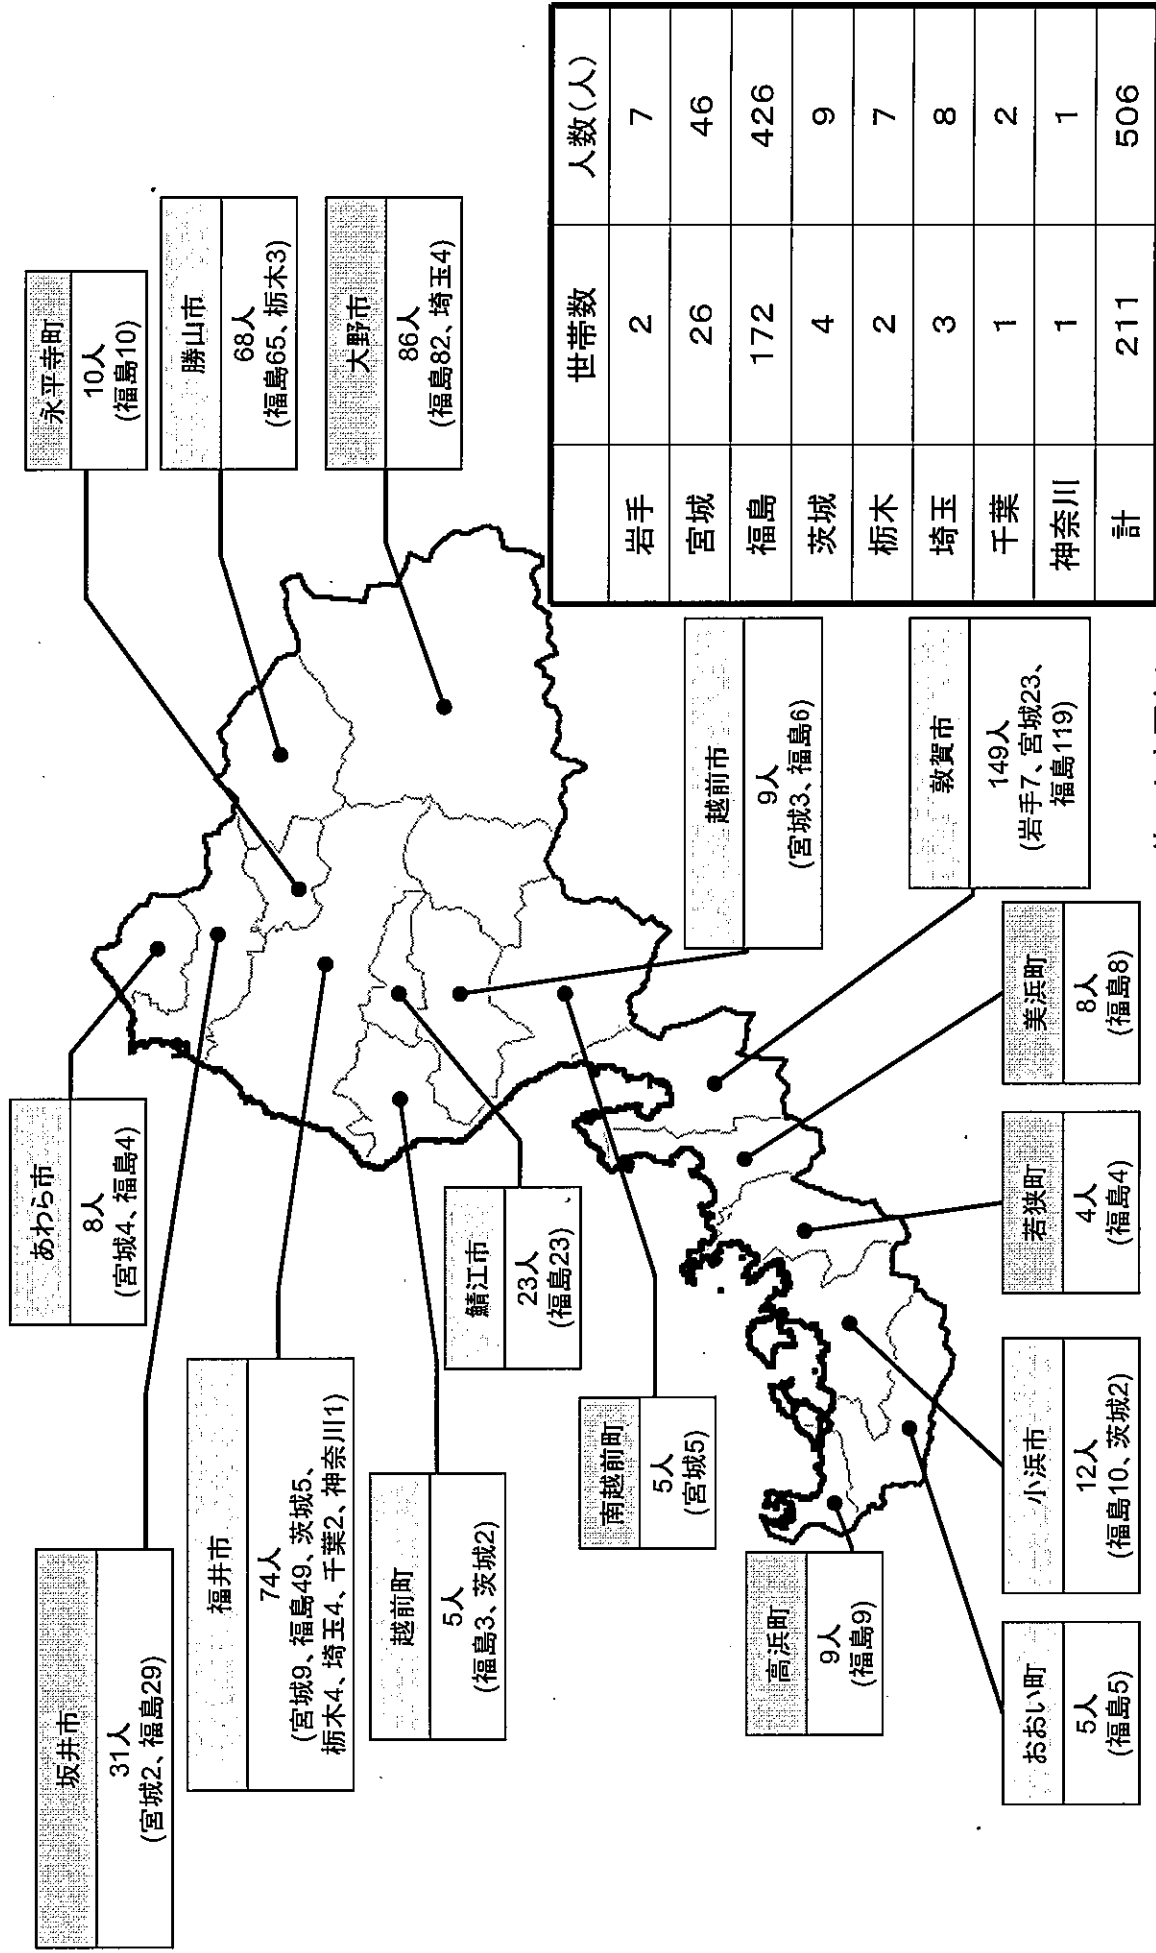 坂井市
31人
(宮城2、福島29)
あわら市
8人
(宮城4、福島4)
永平寺町
10人
(福島10)
勝山市
68人
(福島65、栃木3)
大野市
86人
(福島82、埼玉4)
福井市
74人
(宮城9、福島49、茨城5、
栃木4、埼玉4、千葉2、神奈川1)
越前町
5人
(福島3、茨城2)
鯖江市
23人
(福島23)
南越前町
5人
(宮城5)
越前市
9人
(宮城3、福島6)
敦賀市
149人
(岩手7、宮城23、
福島119)
高浜町
9人
(福島9)
おおい町
5人
(福島5)
小浜市
12人
(福島10、茨城2)
若狭町
4人
(福島4)
美浜町
8人
(福島8)
世帯数 人数(人)
岩手 2 7
宮城 26 46
福島 172 426
茨城 4 9
栃木 2 7
埼玉 3 8
千葉 1 2
神奈川 1 1
計 211 506